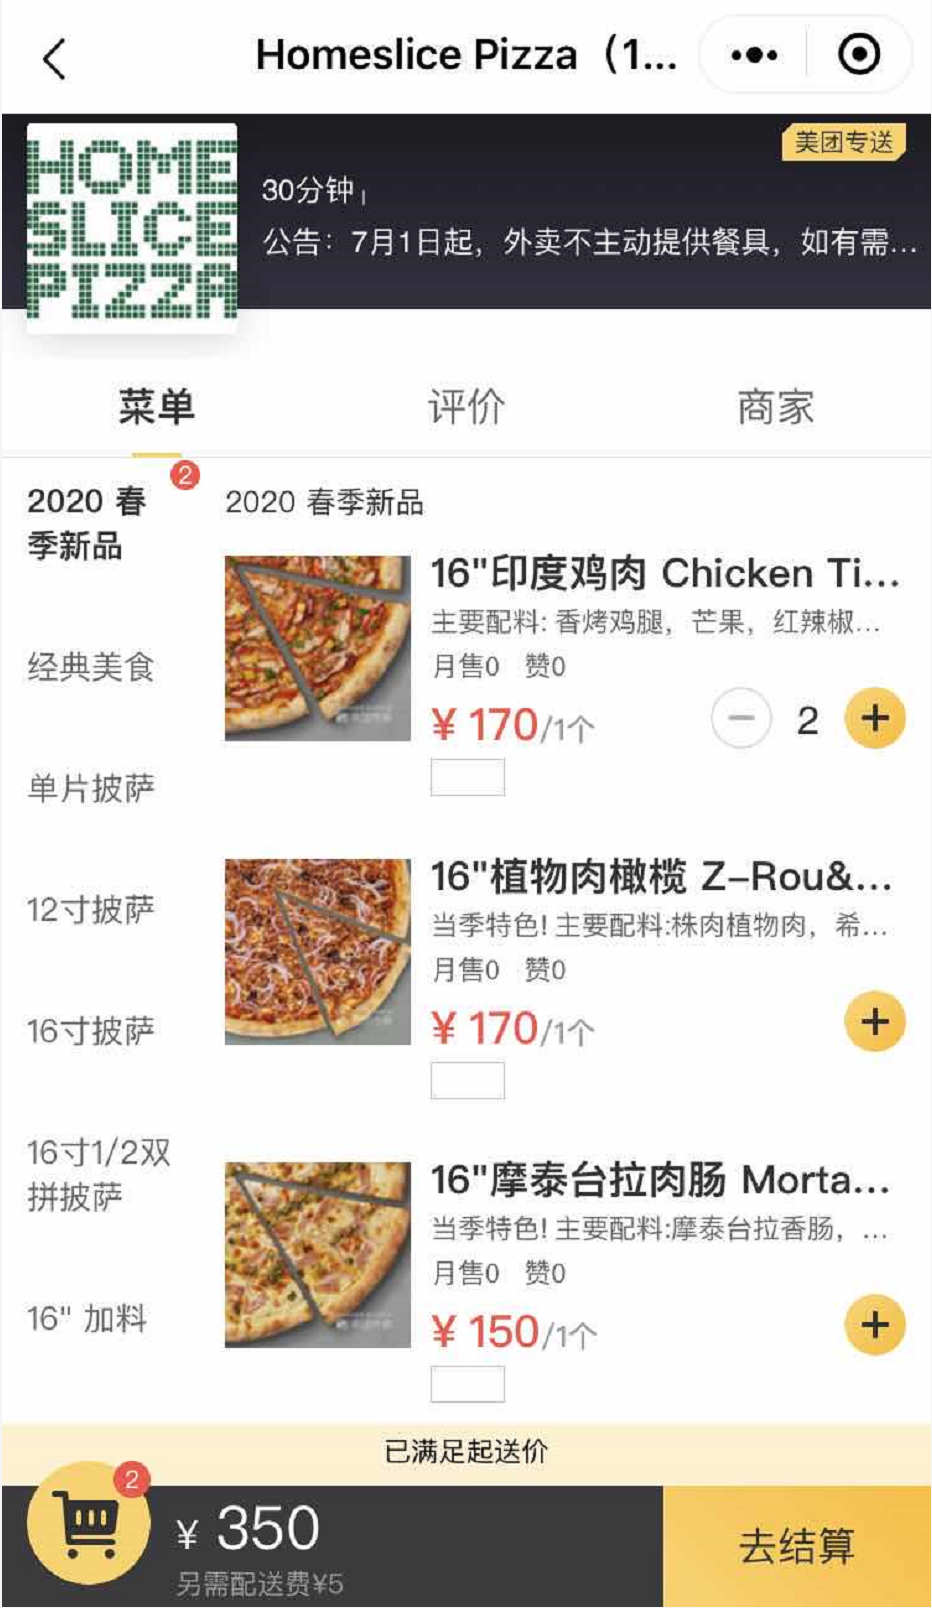 Homeslice Pizza（1...
HOME
SLICE
PIZZA
美团专送
30分钟
公告：7月1日起，外卖不主动提供餐具，如有需...
菜单
评价
商家
2
2020 春
季新品
经典美食
单片披萨
12寸披萨
16寸披萨
16寸1/2双
拼披萨
16" 加料
2020 春季新品
16"印度鸡肉 Chicken Ti...
主要配料: 香烤鸡腿，芒果，红辣椒...
月售0 赞0
¥ 170/1个
2
16"植物肉橄榄 Z-Rou&...
当季特色! 主要配料:株肉植物肉，希...
月售0 赞0
¥ 170/1个
16"摩泰台拉肉肠 Morta...
当季特色! 主要配料:摩泰台拉香肠，...
月售0 赞0
¥ 150/1个
已满足起送价
2
¥ 350
另需配送费¥5
去结算